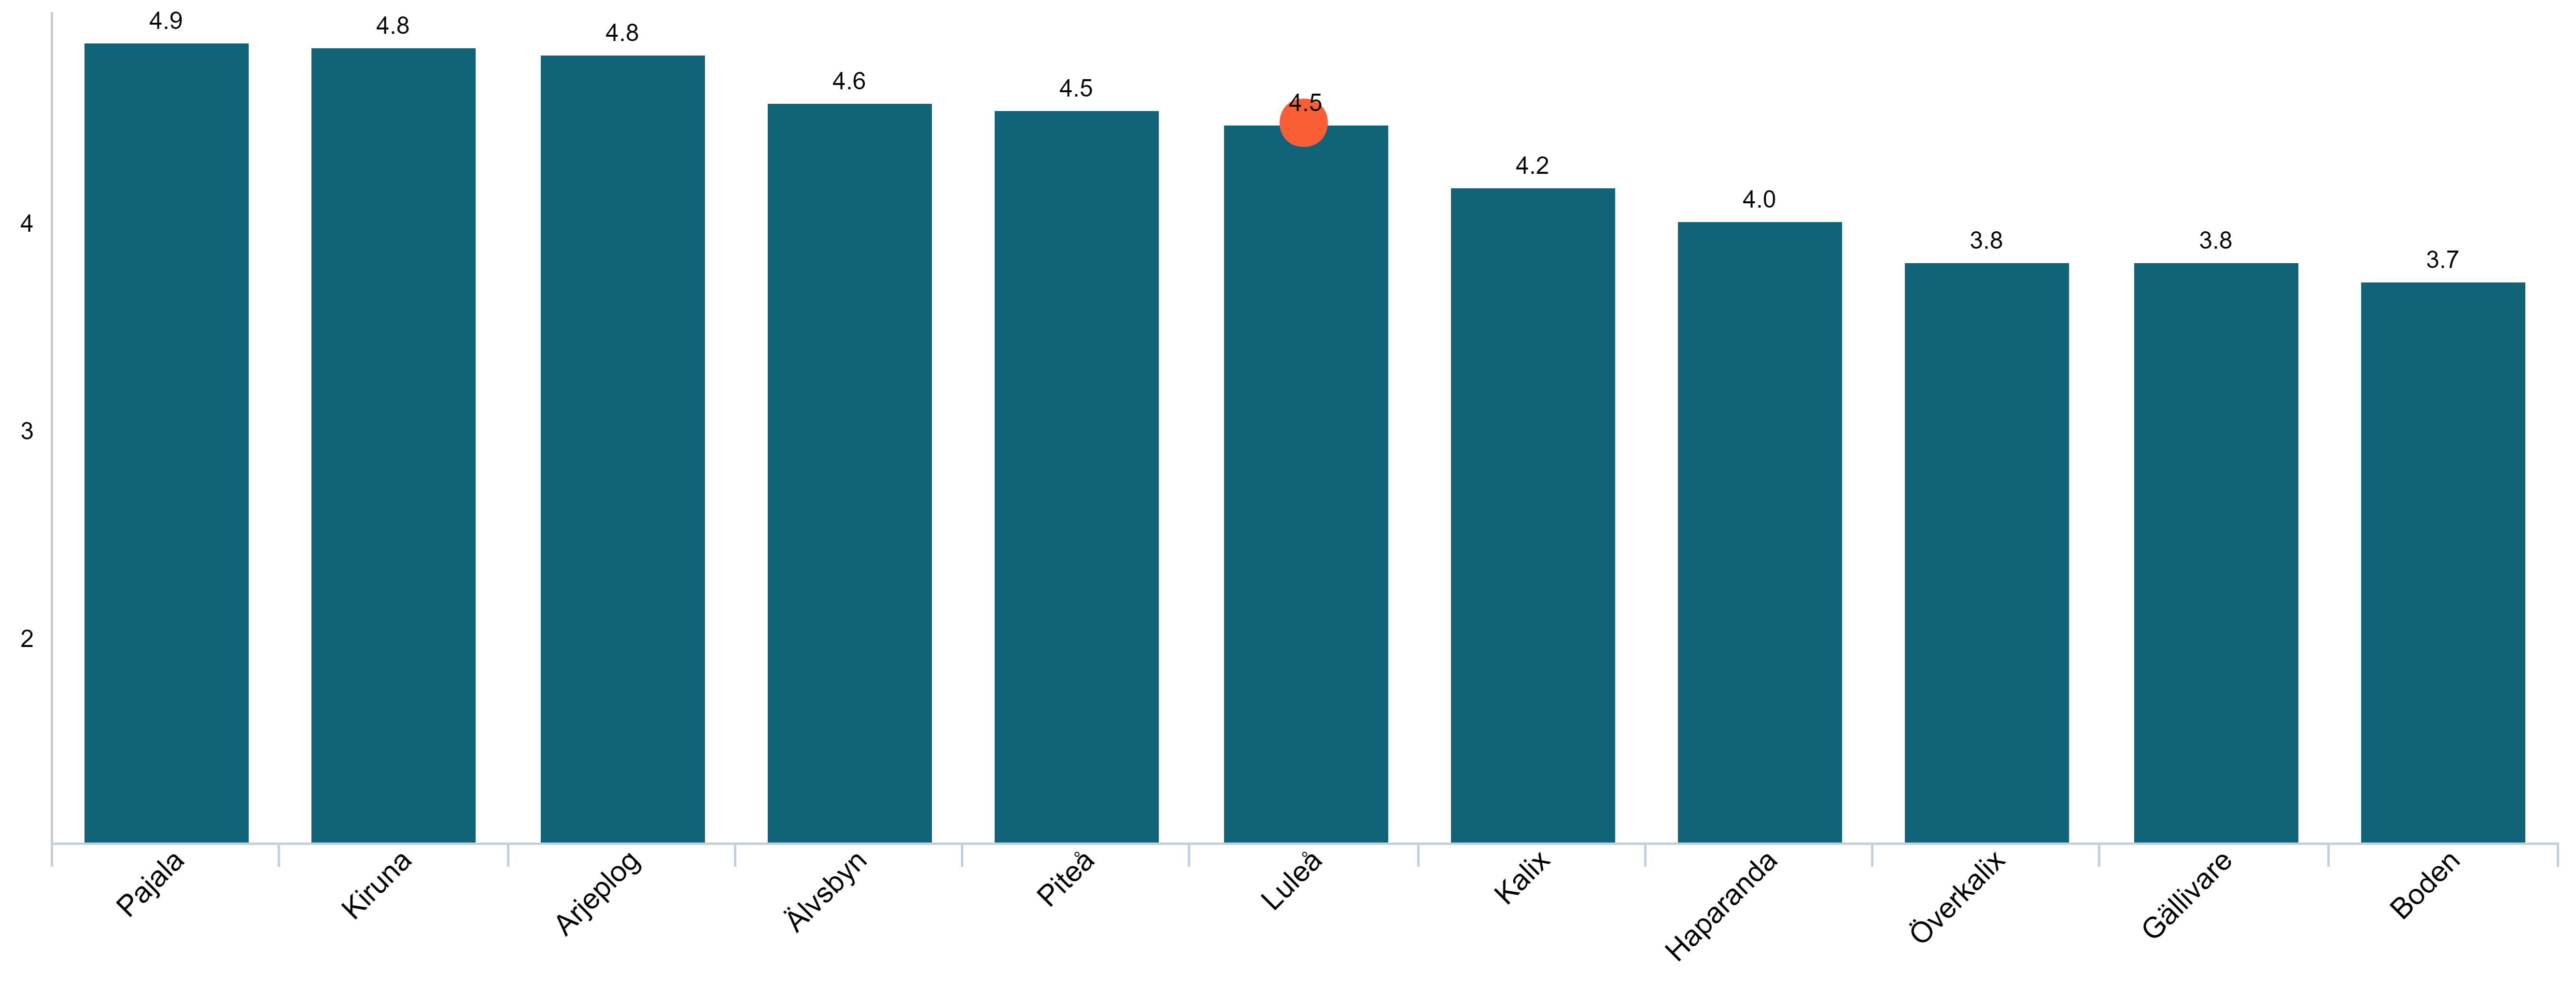 4.9
4.8
4.8
4.6
4.5
4.5
4.2
4.0
3.8
3.8
3.7
4
3
2
Pajala
Kiruna
Arjeplog
Älvsbyn
Piteå
Luleå
Kalix
Haparanda
Överkalix
Gällivare
Boden